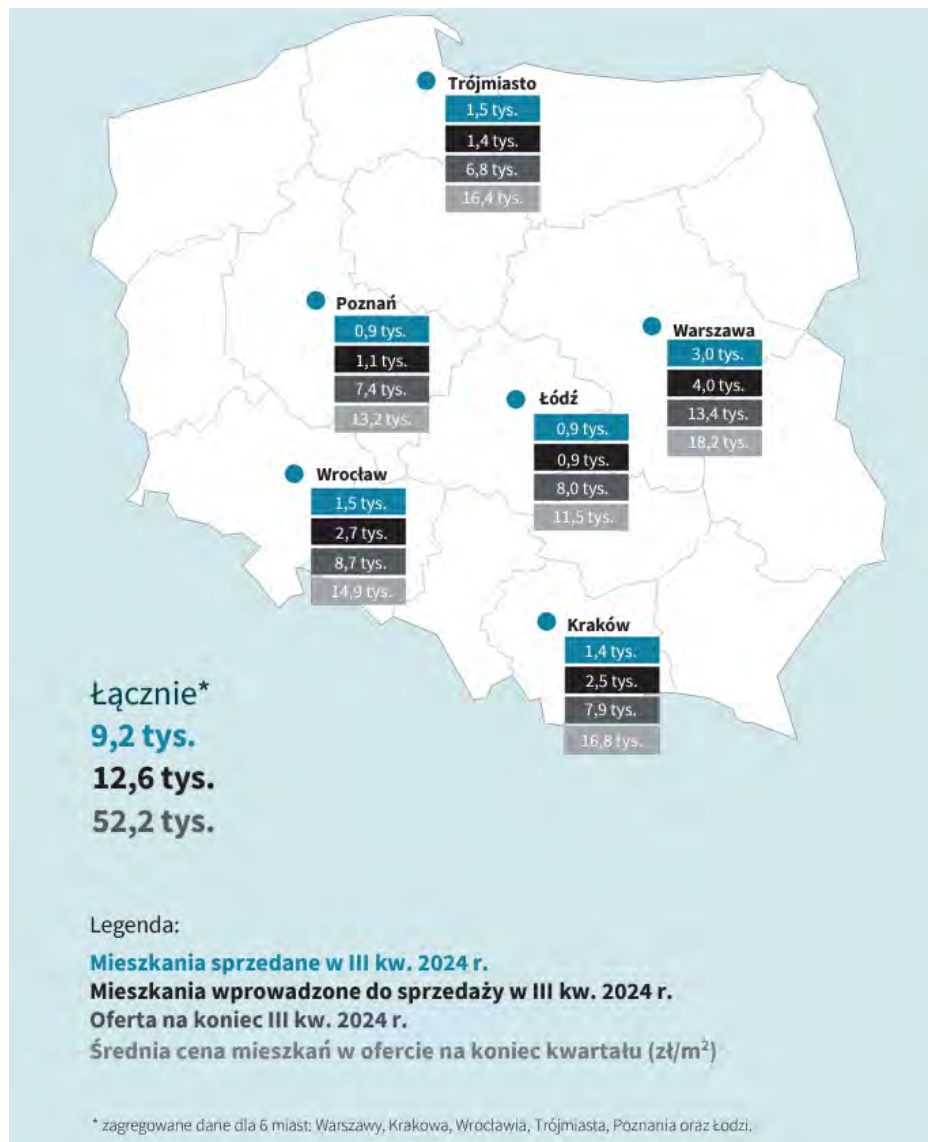 Trójmiasto
1,5 tys.
1,4 tys.
6,8 tys.
16,4 tys.
Poznań
0,9 tys.
1,1 tys.
7,4 tys.
13,2 tys.
Warszawa
3,0 tys.
4,0 tys.
13,4 tys.
18,2 tys.
Łódź
0,9 tys.
0,9 tys.
8,0 tys.
11,5 tys.
Wrocław
1,5 tys.
2,7 tys.
8,7 tys.
14,9 tys.
Kraków
1,4 tys.
2,5 tys.
7,9 tys.
16,8 tys.
Łącznie*
9,2 tys.
12,6 tys.
52,2 tys.
Legenda:
Mieszkania sprzedane w III kw. 2024 r.
Mieszkania wprowadzone do sprzedaży w III kw. 2024 r.
Oferta na koniec III kw. 2024 r.
Średnia cena mieszkań w ofercie na koniec kwartału (zł/m²)
* zagregowane dane dla 6 miast: Warszawy, Krakowa, Wrocławia, Trójmiasta, Poznania oraz Łodzi.